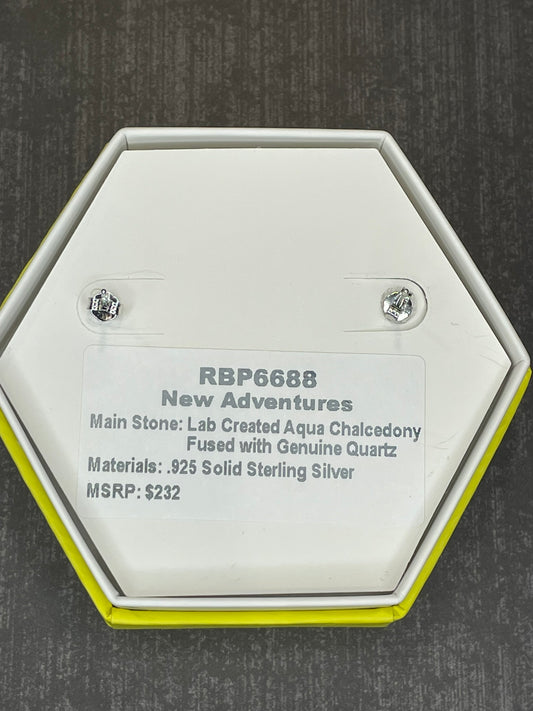 RBP6688
New Adventures
Main Stone: Lab Created Aqua Chalcedony
Fused with Genuine Quartz
Materials: .925 Solid Sterling Silver
MSRP: $232